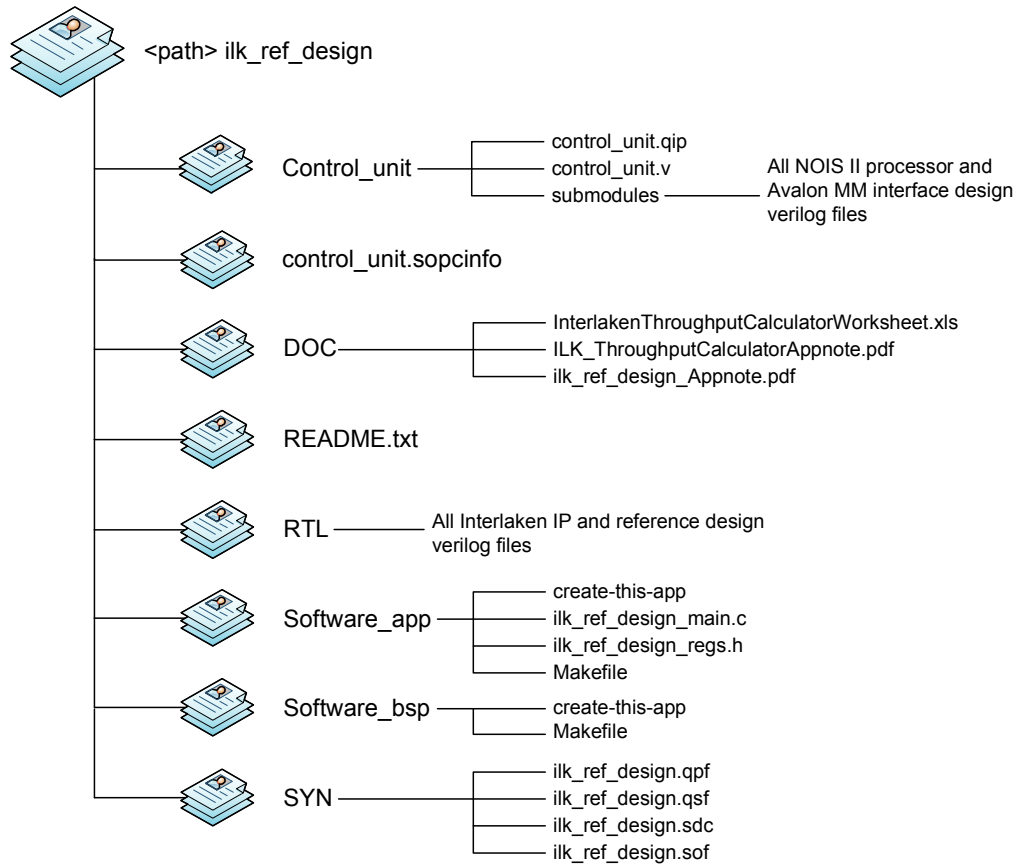 <path> ilk_ref_design
Control_unit
control_unit.qip
control_unit.v
submodules
All NOIS II processor and
Avalon MM interface design
verilog files
control_unit.sopcinfo
DOC
InterlakenThroughputCalculatorWorksheet.xls
ILK_ThroughputCalculatorAppnote.pdf
ilk_ref_design_Appnote.pdf
README.txt
RTL
All Interlaken IP and reference design
verilog files
Software_app
create-this-app
ilk_ref_design_main.c
ilk_ref_design_regs.h
Makefile
Software_bsp
create-this-app
Makefile
SYN
ilk_ref_design.qpf
ilk_ref_design.qsf
ilk_ref_design.sdc
ilk_ref_design.sof